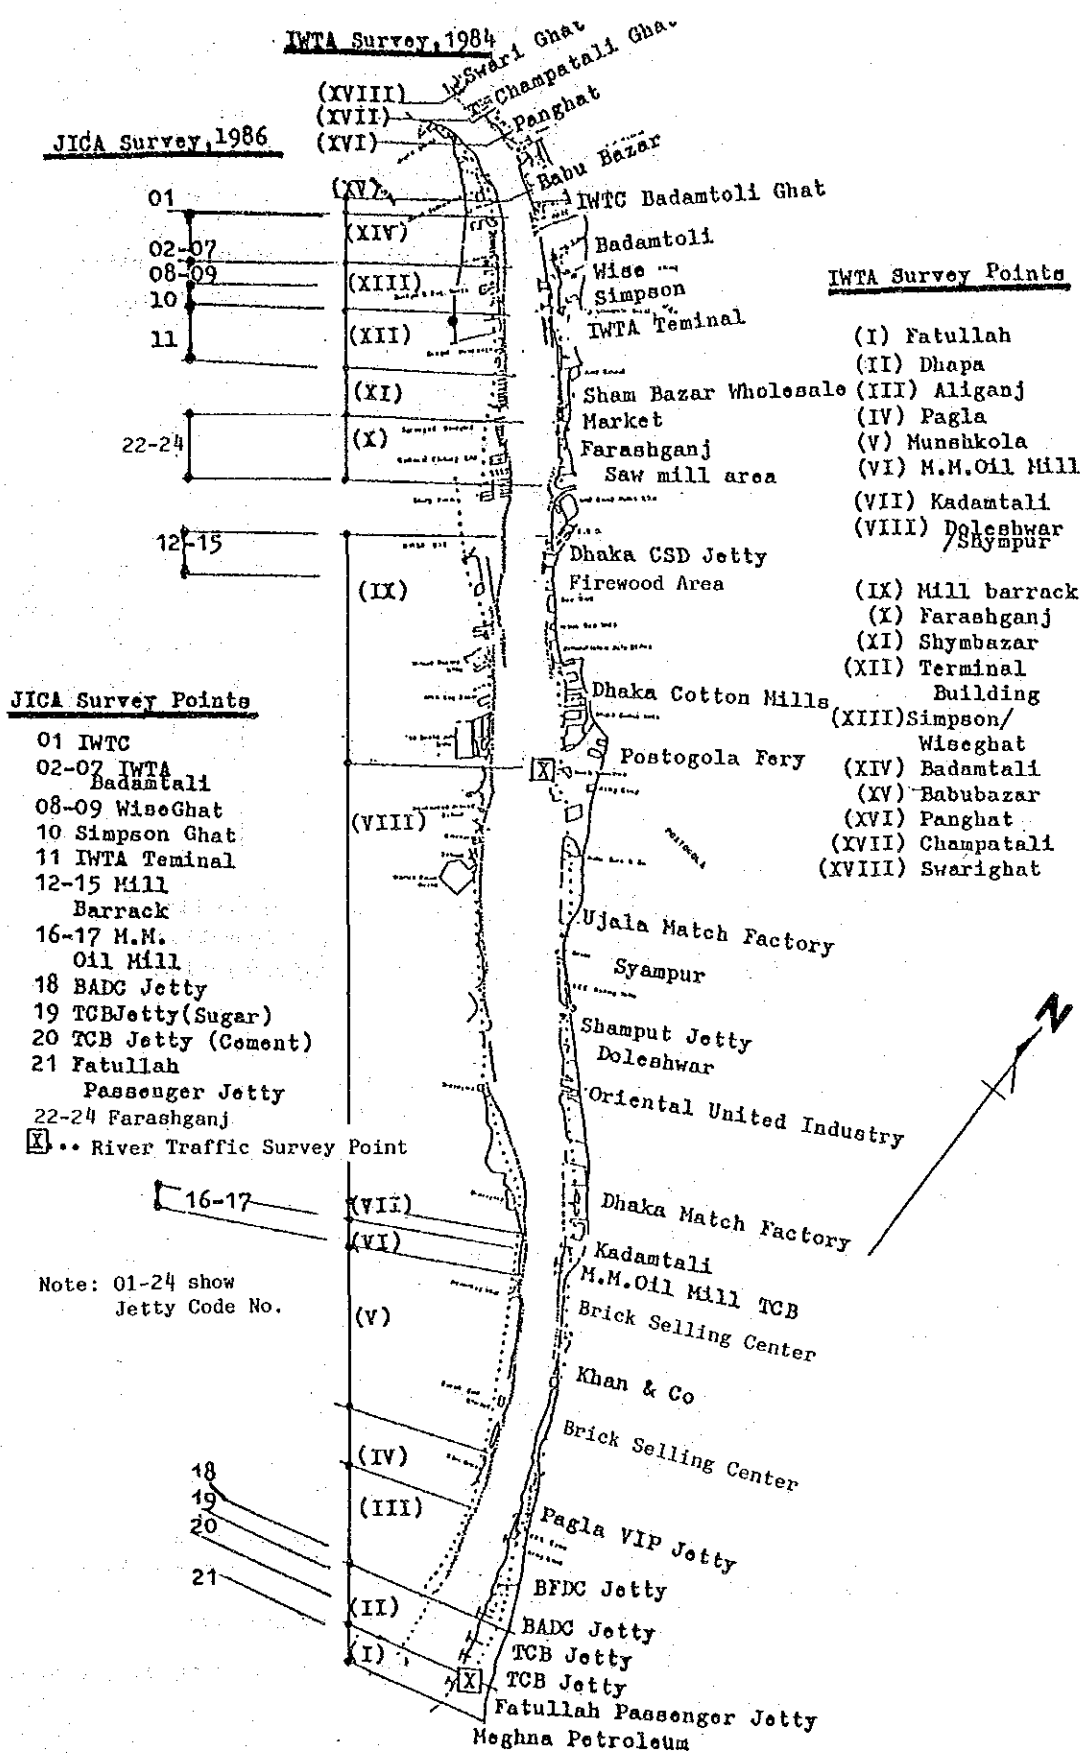 IWTA Survey, 1984
Swari Ghat
Champatali Ghat
(XVIII)
(XVII)
Panghat
(XVI)
JICA Survey, 1986
Babu Bazar
(XV)
01
IWTC Badamtoli Ghat
(XIV)
02-07
Badamtoli
08-09
Wise
(XIII)
IWTA Survey Points
10
Simpson
IWTA Teminal
(XII)
11
(I) Fatullah
(II) Dhapa
(XI)
Sham Bazar Wholesale
(III) Aliganj
Market
(IV) Pagla
22-24
(X)
Farashganj
(V) Munshkola
Saw mill area
(VI) M.M.Oil Mill
(VII) Kadamtali
(VIII) Doleshwar
/Shympur
12-15
Dhaka CSD Jetty
Firewood Area
(IX)
(IX) Mill barrack
(X) Farashganj
(XI) Shymbazar
(XII) Terminal
Building
JICA Survey Points
Dhaka Cotton Mills
(XIII)Simpson/
Wiseghat
01 IWTC
Postogola Fery
X
02-07 IWTA
Badamtali
(XIV) Badamtali
(XV) Babubazar
08-09 WiseGhat
(VIII)
(XVI) Panghat
10 Simpson Ghat
POSTOGOLA
(XVII) Champatali
11 IWTA Teminal
(XVIII) Swarighat
12-15 Mill
Barrack
16-17 M.M.
Oil Mill
Ujala Match Factory
Syampur
18 BADC Jetty
19 TCBJetty(Sugar)
N
20 TCB Jetty (Cement)
Shamput Jetty
Doleshwar
21 Fatullah
Passenger Jetty
Oriental United Industry
22-24 Farashganj
X... River Traffic Survey Point
16-17
(VII)
Dhaka Match Factory
(VI)
Kadamtali
Note: 01-24 show
Jetty Code No.
M.M.Oil Mill TCB
(V)
Brick Selling Center
Khan & Co
Brick Selling Center
(IV)
18
19
(III)
20
Pagla VIP Jetty
21
BFDC Jetty
(II)
BADC Jetty
(I)
TCB Jetty
X
TCB Jetty
Fatullah Passenger Jetty
Meghna Petroleum